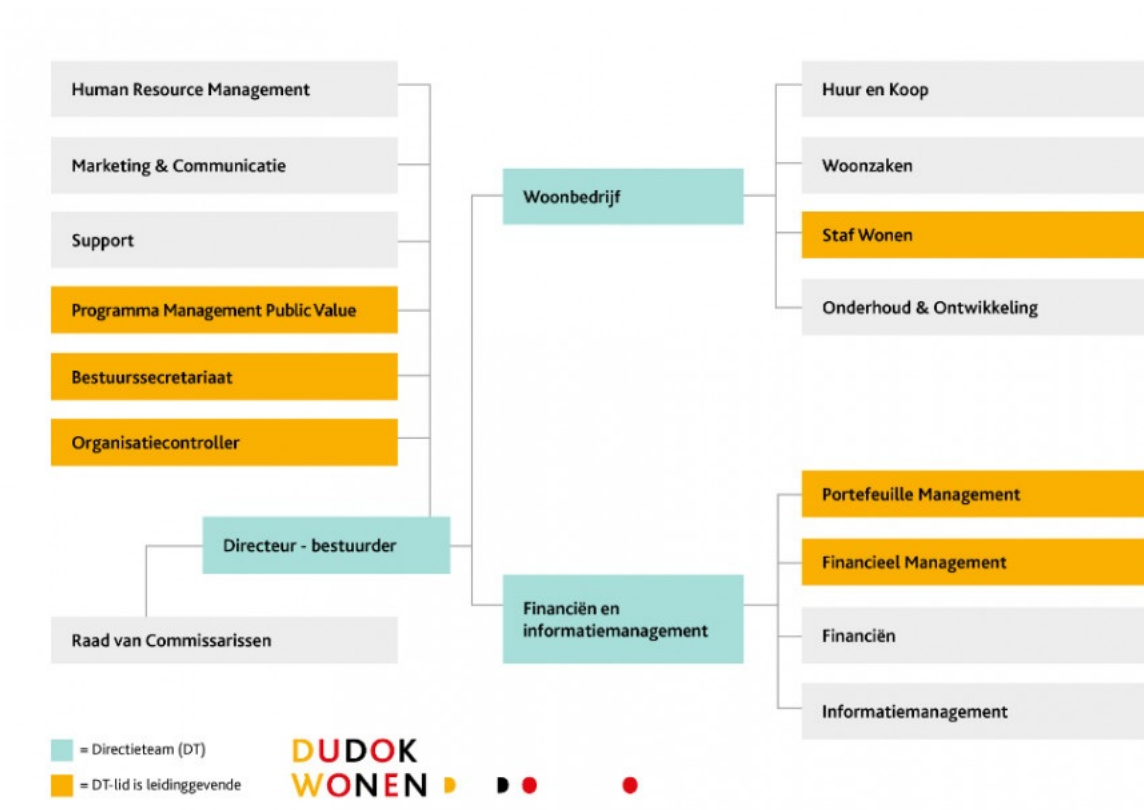 Human Resource Management
Marketing & Communicatie
Support
Programma Management Public Value
Bestuurssecretariaat
Organisatiecontroller
Directeur - bestuurder
Raad van Commissarissen
Woonbedrijf
Financiën en
informatiemanagement
Huur en Koop
Woonzaken
Staf Wonen
Onderhoud & Ontwikkeling
Portefeuille Management
Financieel Management
Financiën
Informatiemanagement
= Directieteam (DT)
= DT-lid is leidinggevende
DUDOK
WONEN